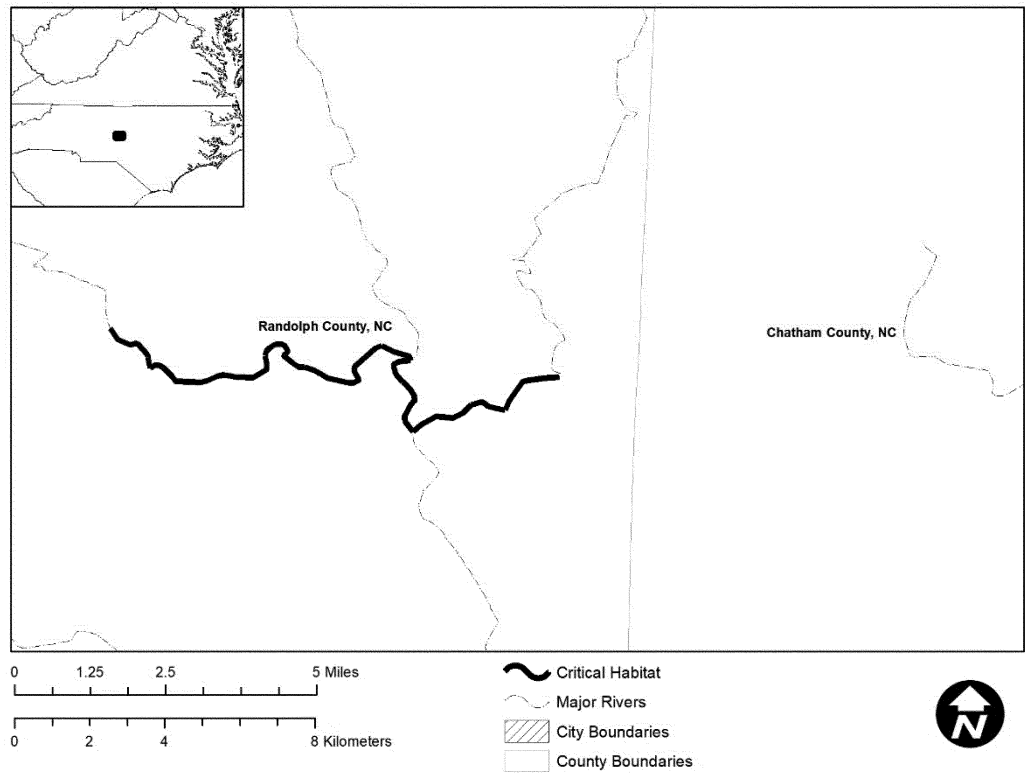 Randolph County, NC
Chatham County, NC
0 1.25 2.5 5 Miles
0 2 4 8 Kilometers
Critical Habitat
Major Rivers
City Boundaries
County Boundaries
N